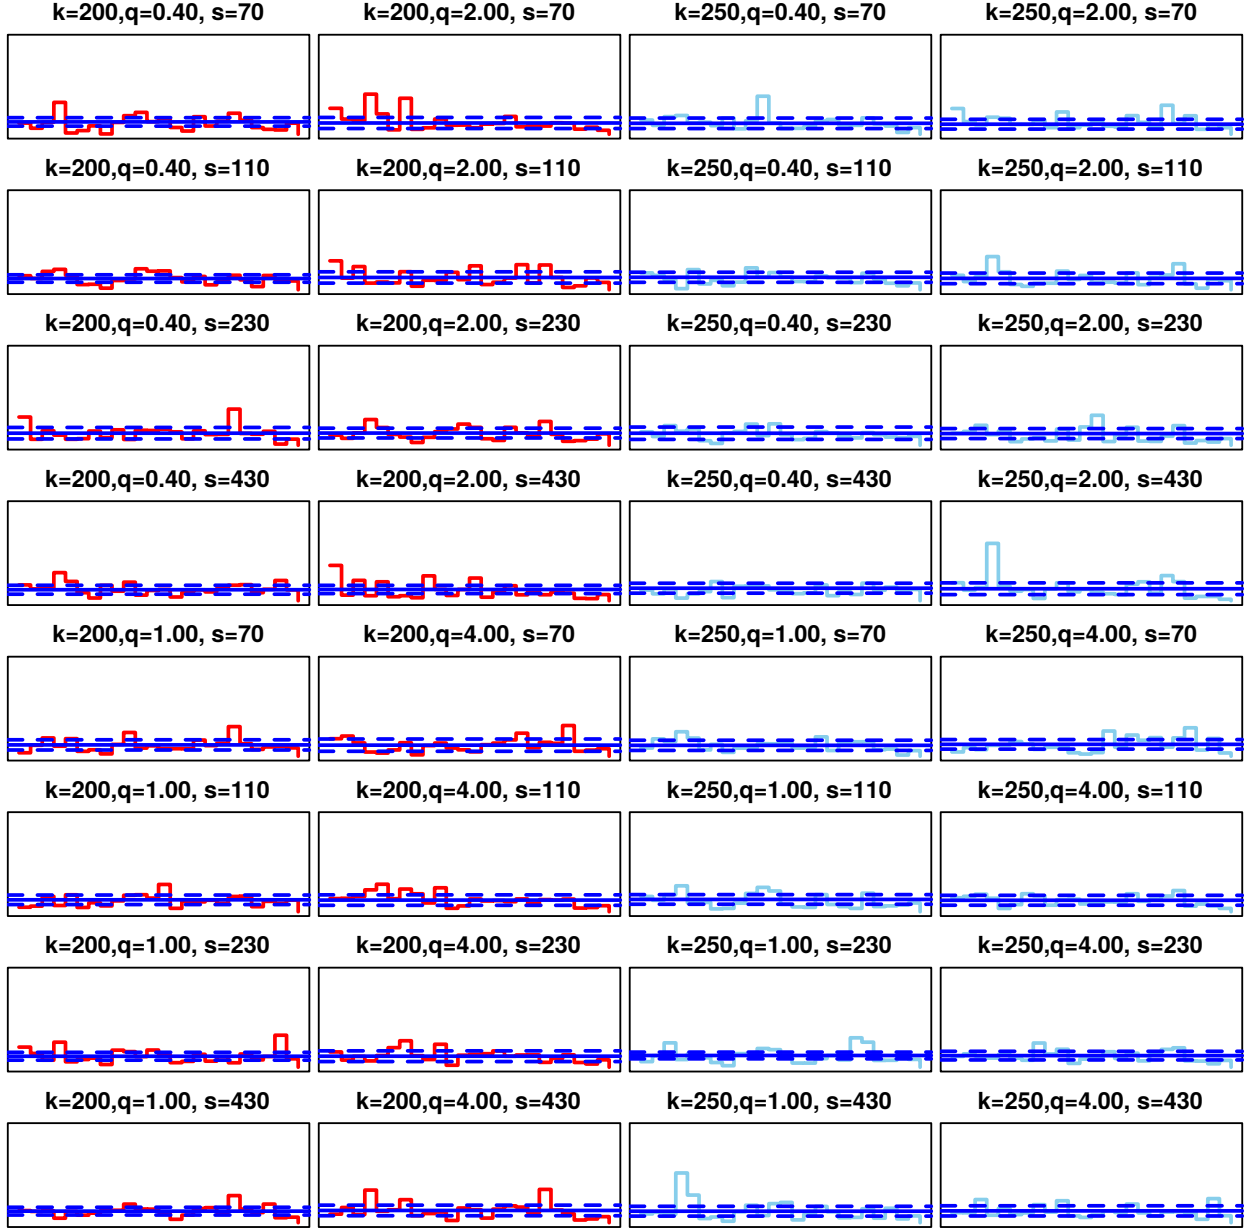 k=200,q=0.40, s=70
k=200,q=2.00, s=70
k=250,q=0.40, s=70
k=250,q=2.00, s=70
k=200,q=0.40, s=110
k=200,q=2.00, s=110
k=250,q=0.40, s=110
k=250,q=2.00, s=110
k=200,q=0.40, s=230
k=200,q=2.00, s=230
k=250,q=0.40, s=230
k=250,q=2.00, s=230
k=200,q=0.40, s=430
k=200,q=2.00, s=430
k=250,q=0.40, s=430
k=250,q=2.00, s=430
k=200,q=1.00, s=70
k=200,q=4.00, s=70
k=250,q=1.00, s=70
k=250,q=4.00, s=70
k=200,q=1.00, s=110
k=200,q=4.00, s=110
k=250,q=1.00, s=110
k=250,q=4.00, s=110
k=200,q=1.00, s=230
k=200,q=4.00, s=230
k=250,q=1.00, s=230
k=250,q=4.00, s=230
k=200,q=1.00, s=430
k=200,q=4.00, s=430
k=250,q=1.00, s=430
k=250,q=4.00, s=430